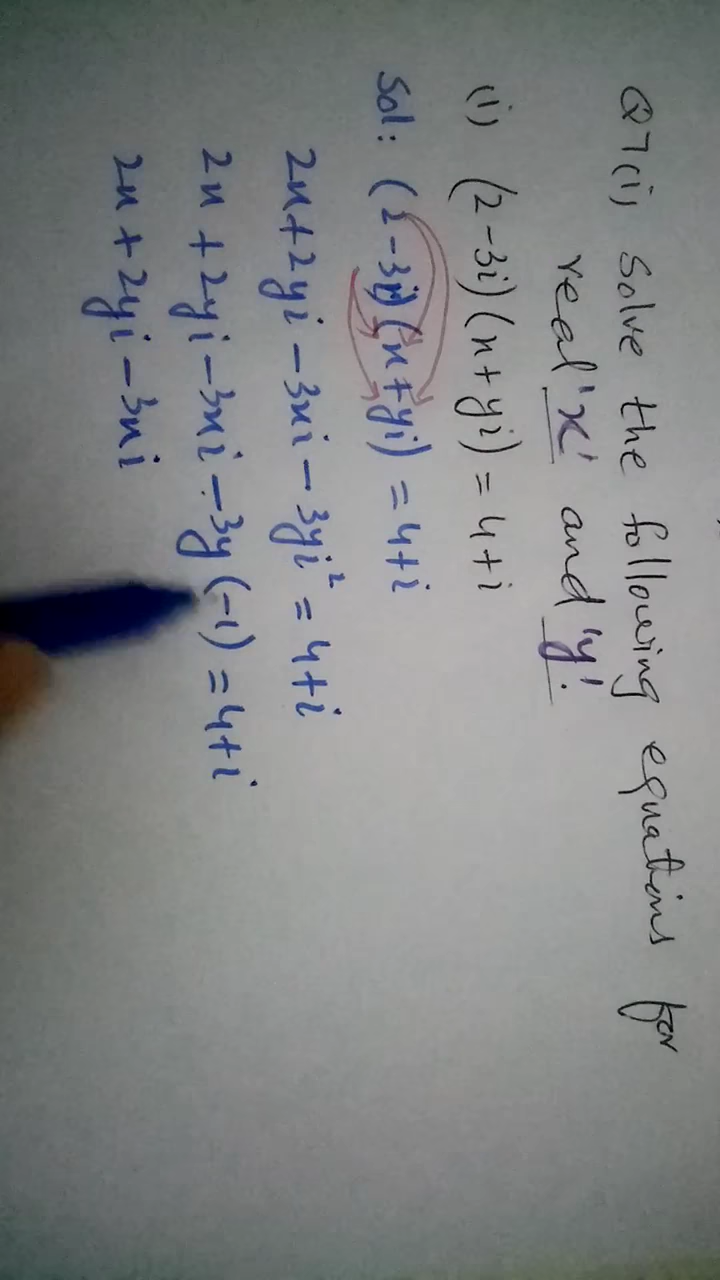 Q7(i) Solve the following equations for
real 'x' and 'y'.
(i) (2-3i)(x+yi) = 4+i
Sol: (2-3i)(x+yi) = 4+i
2x+2yi-3xi-3yi² = 4+i
2x+2yi-3xi-3y(-1) = 4+i
2x+2yi-3xi